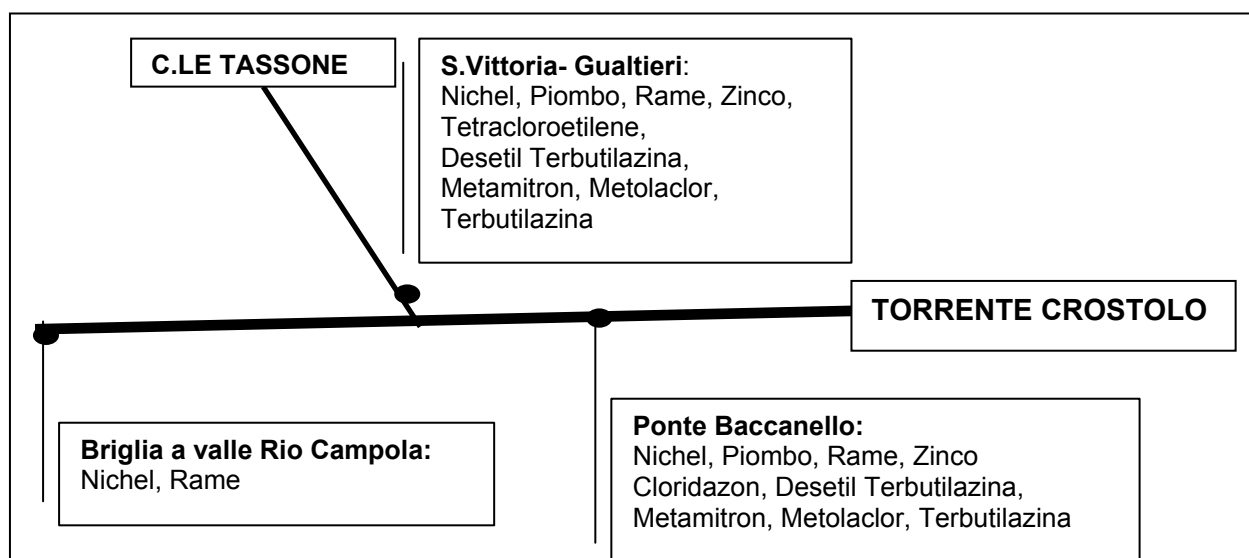 C.LE TASSONE
S.Vittoria- Gualtieri:
Nichel, Piombo, Rame, Zinco,
Tetracloroetilene,
Desetil Terbutilazina,
Metamitron, Metolaclor,
Terbutilazina
TORRENTE CROSTOLO
Briglia a valle Rio Campola:
Nichel, Rame
Ponte Baccanello:
Nichel, Piombo, Rame, Zinco
Cloridazon, Desetil Terbutilazina,
Metamitron, Metolaclor, Terbutilazina